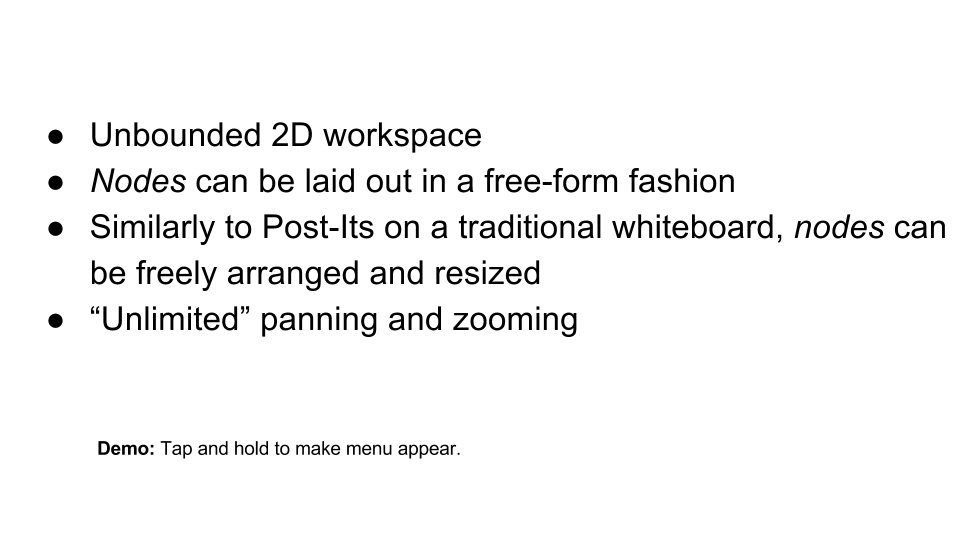 ● Unbounded 2D workspace
● Nodes can be laid out in a free-form fashion
● Similarly to Post-Its on a traditional whiteboard, nodes can
be freely arranged and resized
● “Unlimited” panning and zooming
Demo: Tap and hold to make menu appear.